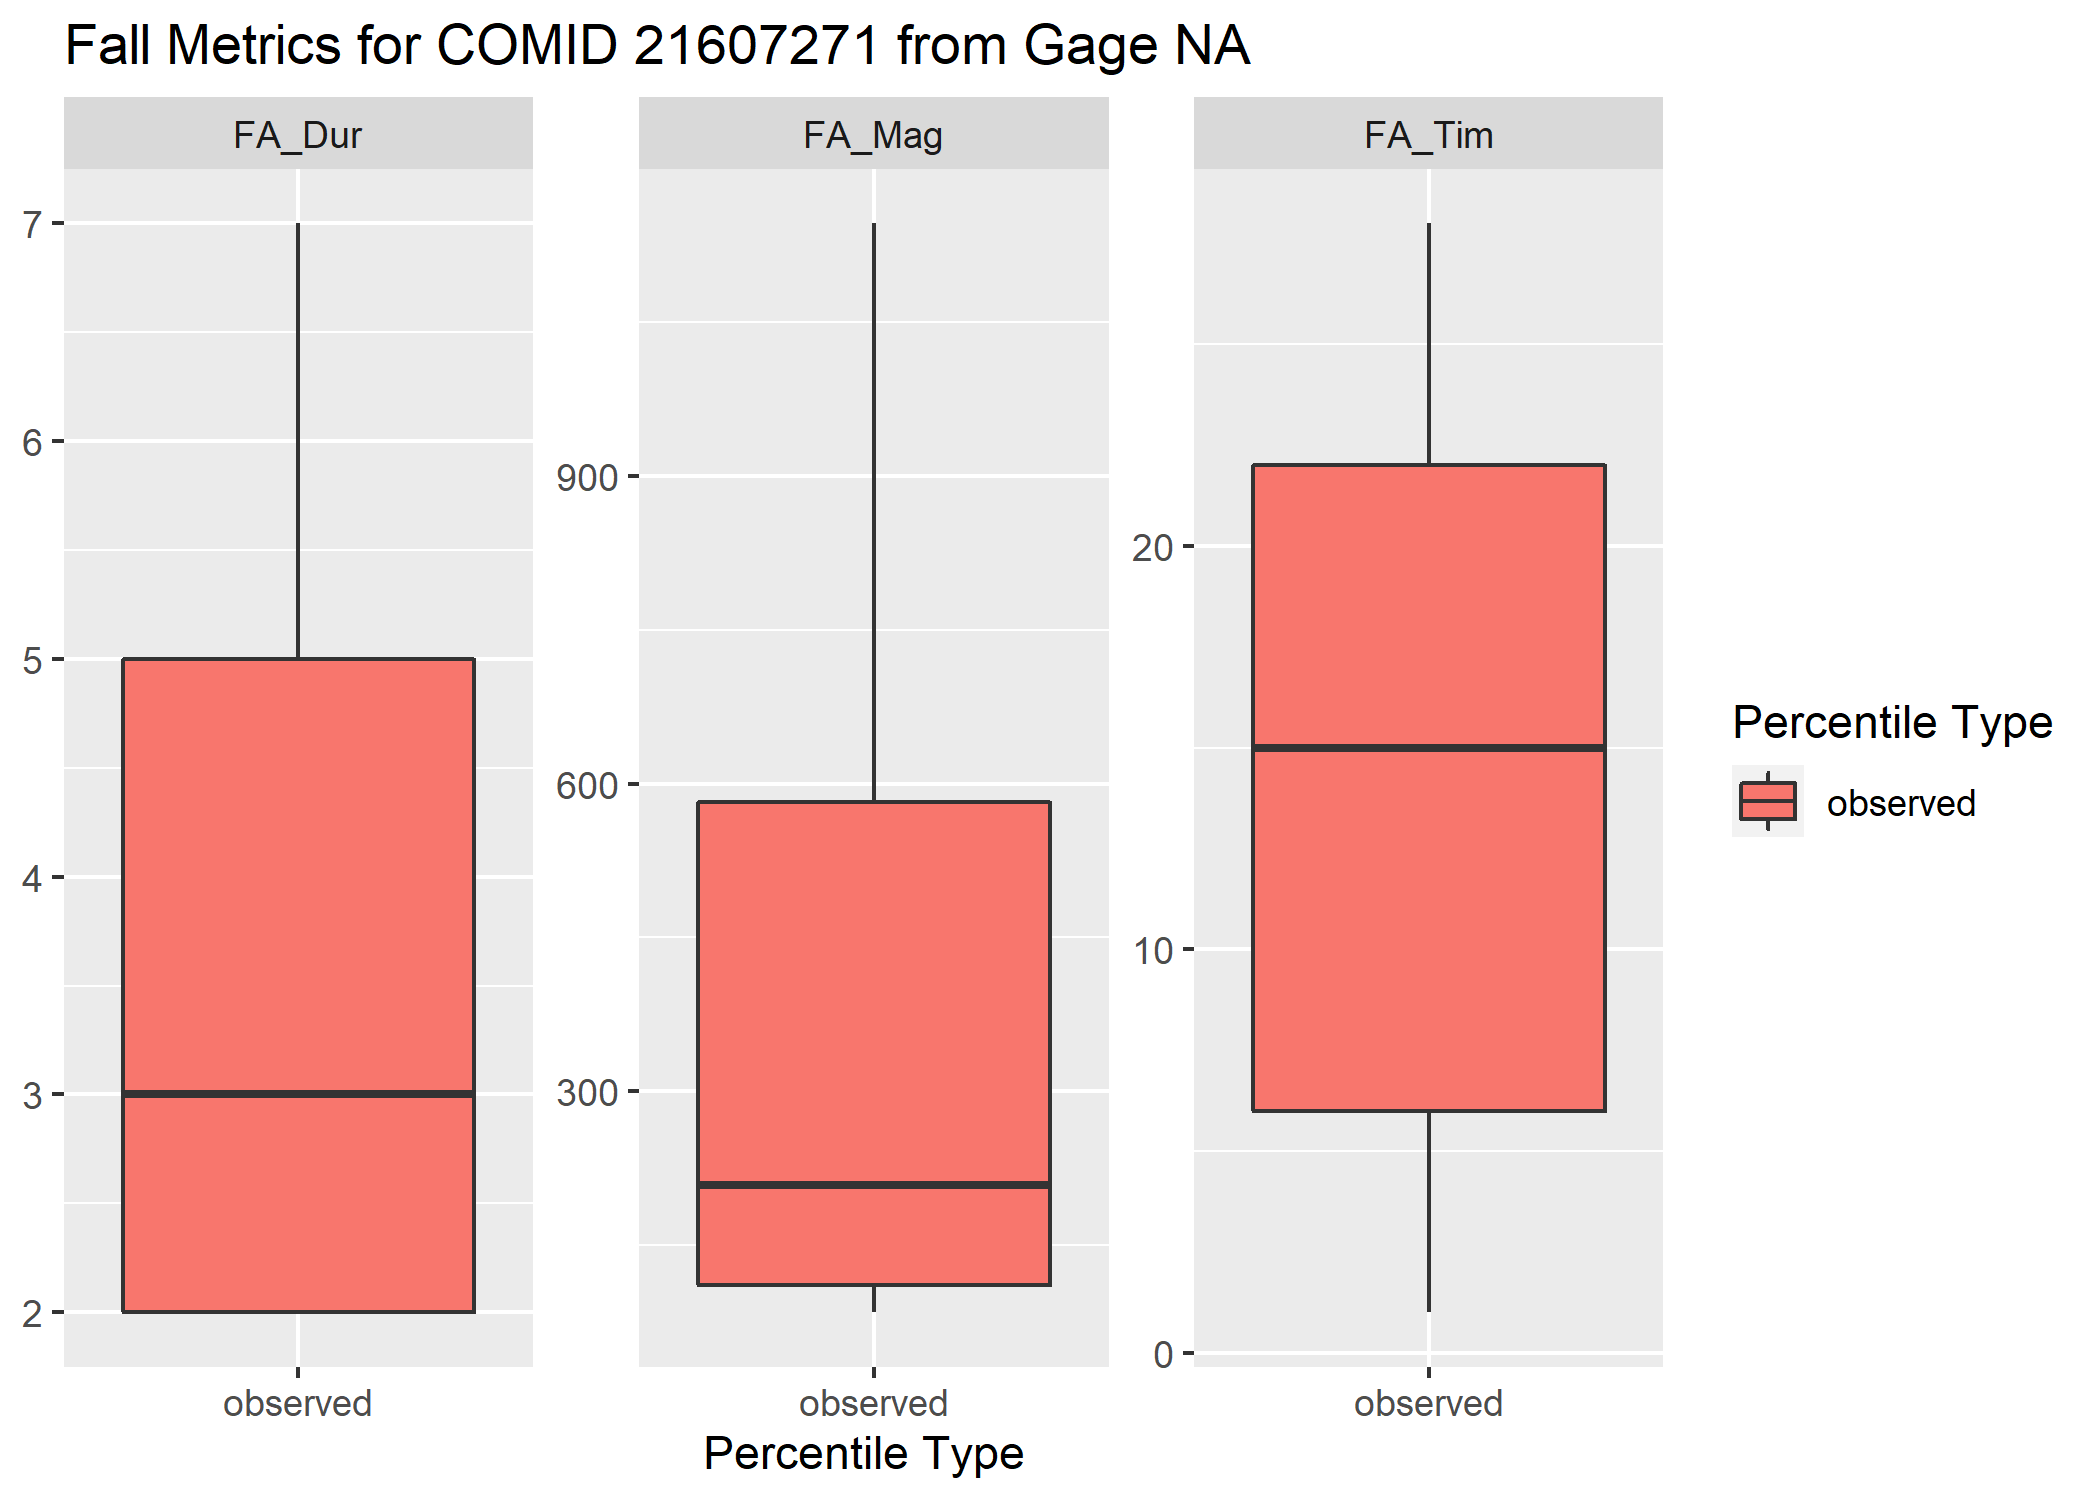 Fall Metrics for COMID 21607271 from Gage NA
FA_Dur
FA_Mag
FA_Tim
7
6
5
4
3
2
900
600
300
20
10
0
observed
observed
observed
Percentile Type
Percentile Type
observed